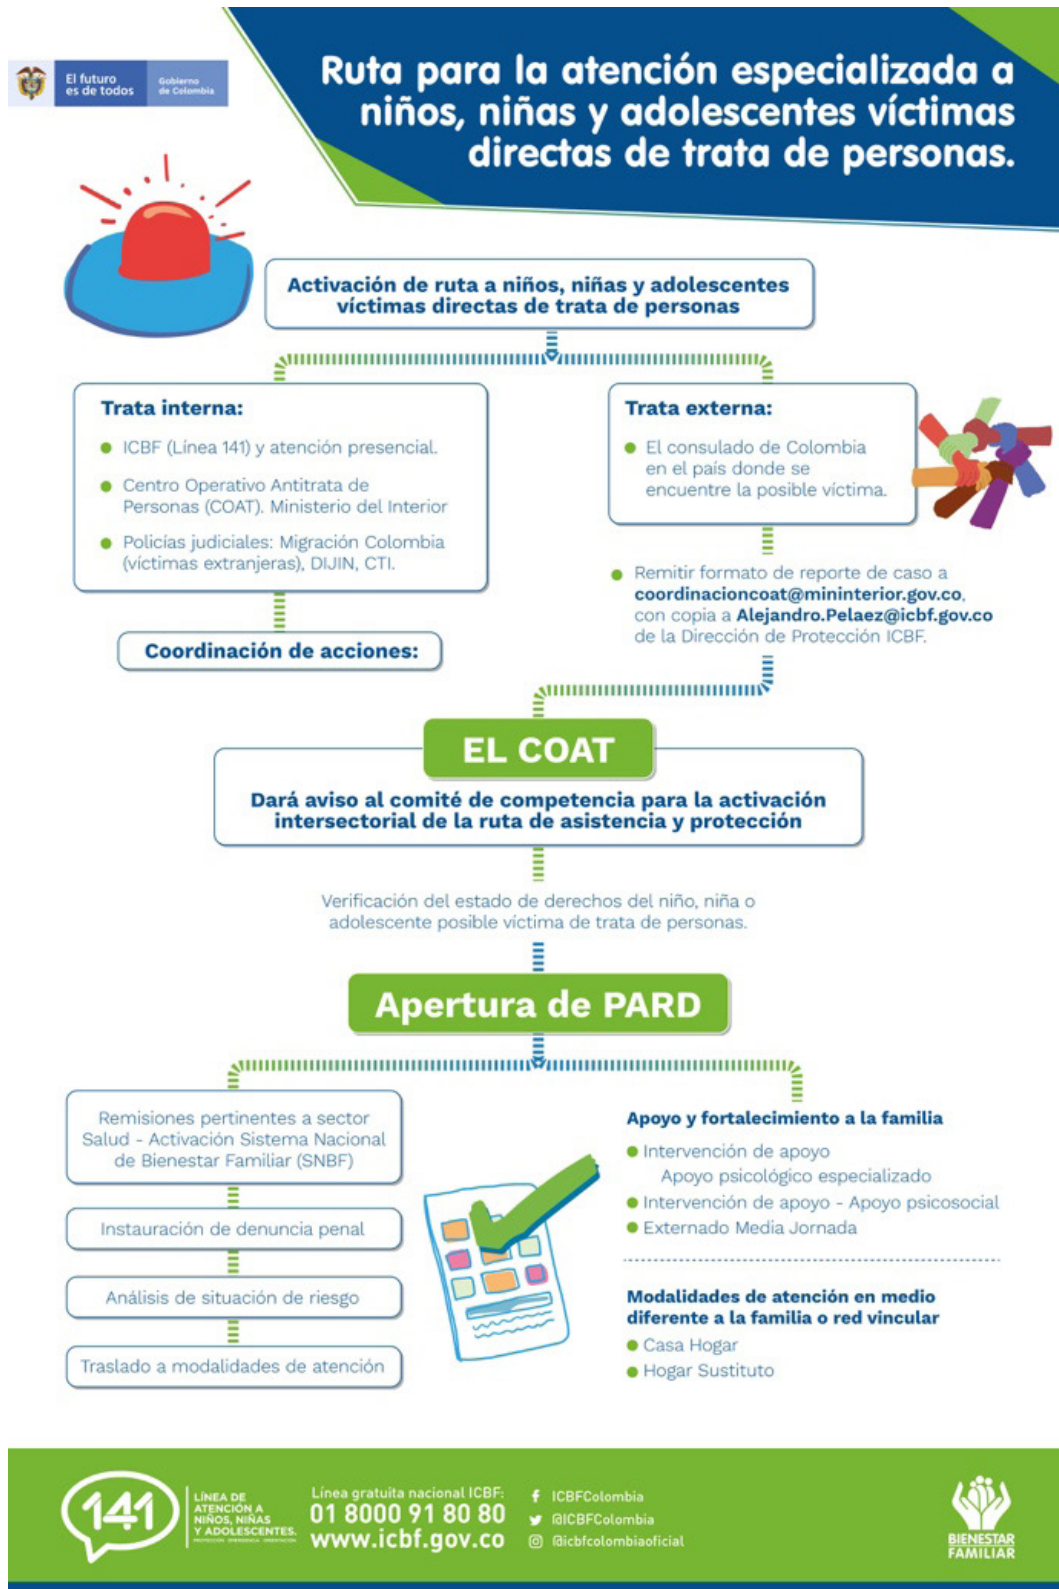 El futuro
es de todos
Gobierno
de Colombia
Ruta para la atención especializada a
niños, niñas y adolescentes víctimas
directas de trata de personas.
Activación de ruta a niños, niñas y adolescentes
víctimas directas de trata de personas
Trata interna:
ICBF (Línea 141) y atención presencial.
Centro Operativo Antitrata de
Personas (COAT). Ministerio del Interior
Policías judiciales: Migración Colombia
(víctimas extranjeras), DIJIN, CTI.
Coordinación de acciones:
Trata externa:
El consulado de Colombia
en el país donde se
encuentre la posible víctima.
Remitir formato de reporte de caso a
coordinacioncoat@mininterior.gov.co,
con copia a Alejandro.Pelaez@icbf.gov.co
de la Dirección de Protección ICBF.
EL COAT
Dará aviso al comité de competencia para la activación
intersectorial de la ruta de asistencia y protección
Verificación del estado de derechos del niño, niña o
adolescente posible víctima de trata de personas.
Apertura de PARD
Remisiones pertinentes a sector
Salud - Activación Sistema Nacional
de Bienestar Familiar (SNBF)
Instauración de denuncia penal
Análisis de situación de riesgo
Traslado a modalidades de atención
Apoyo y fortalecimiento a la familia
Intervención de apoyo
Apoyo psicológico especializado
Intervención de apoyo - Apoyo psicosocial
Externado Media Jornada
Modalidades de atención en medio
diferente a la familia o red vincular
Casa Hogar
Hogar Sustituto
141
LÍNEA DE
ATENCIÓN A
NIÑOS, NIÑAS
Y ADOLESCENTES.
PROTECCIÓN EMERGENCIA ORIENTACIÓN
Línea gratuita nacional ICBF:
01 8000 91 80 80
www.icbf.gov.co
ICBFColombia
@ICBFColombia
@icbfcolombiaoficial
BIENESTAR
FAMILIAR